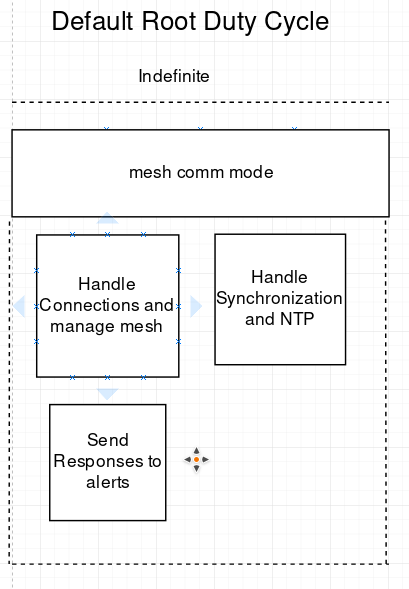 Default Root Duty Cycle
Indefinite
mesh comm mode
Handle
Connections and
manage mesh
Handle
Synchronization
and NTP
Send
Responses to
alerts